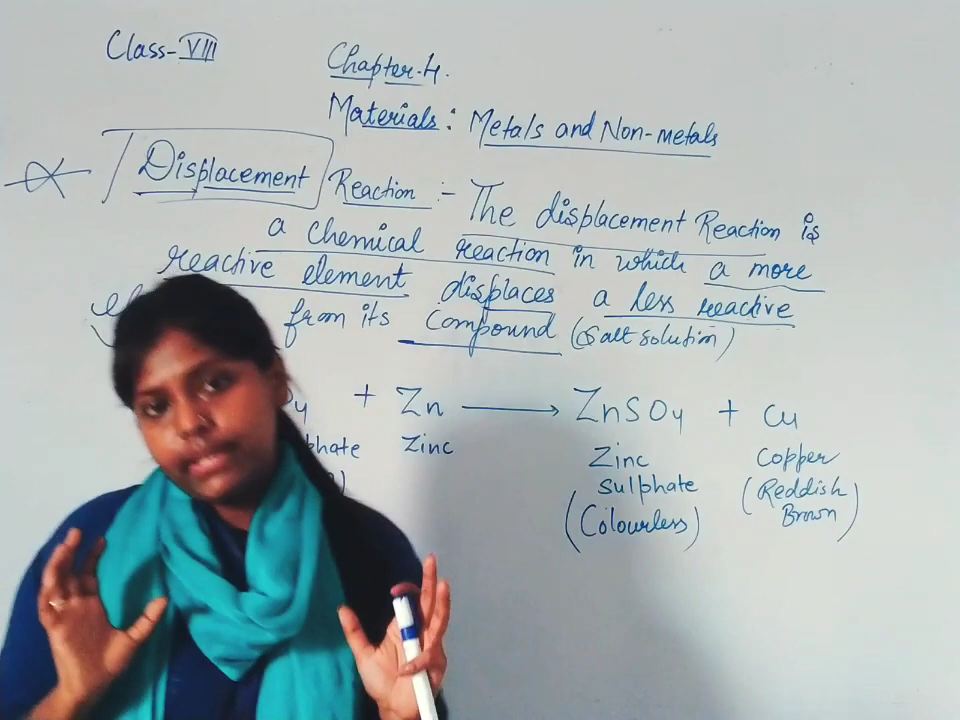 Class-VIII
Chapter-4.
Materials: Metals and Non-metals
Displacement Reaction :- The displacement Reaction is
a chemical reaction in which a more
reactive element displaces a less reactive
from its compound (Salt solution)
+ Zn ⟶ ZnSO4 + Cu
Zinc Zinc Copper
Sulphate (Reddish
(Colourless) Brown)